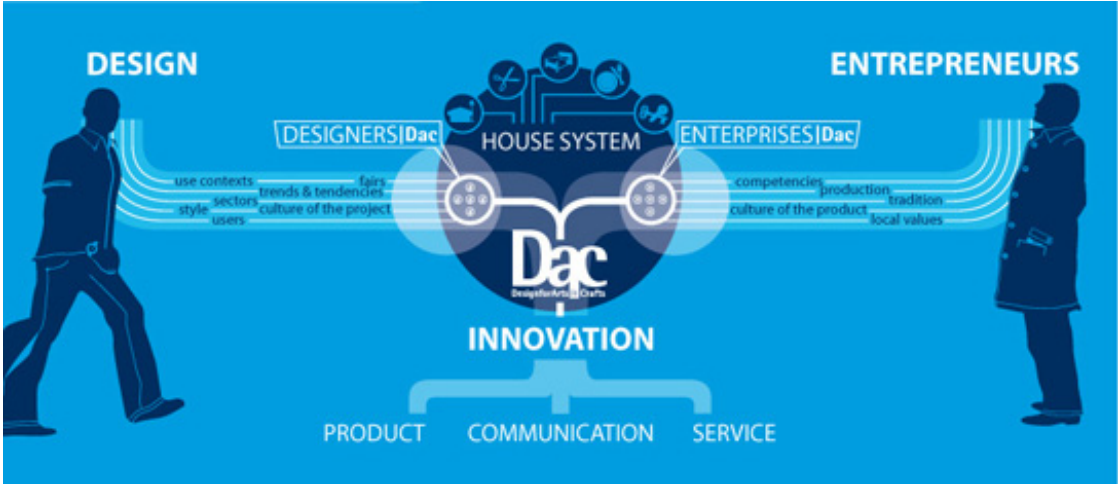 DESIGN
ENTREPRENEURS
DESIGNERS|Dac
HOUSE SYSTEM
ENTERPRISES|Dac
use contexts
fairs
trends & tendencies
sectors
style
culture of the project
users
competencies
production
tradition
culture of the product
local values
Dac
DesignforArts&Crafts
INNOVATION
PRODUCT
COMMUNICATION
SERVICE